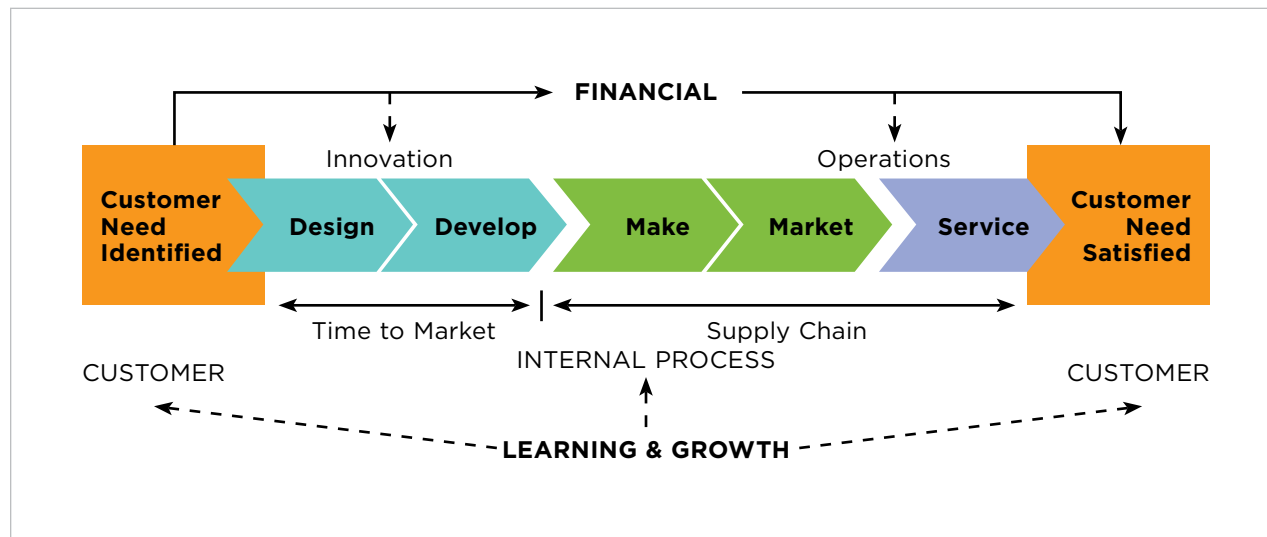 FINANCIAL
Innovation
Operations
Customer
Need
Identified
Design
Develop
Make
Market
Service
Customer
Need
Satisfied
Time to Market
Supply Chain
INTERNAL PROCESS
CUSTOMER
CUSTOMER
LEARNING & GROWTH